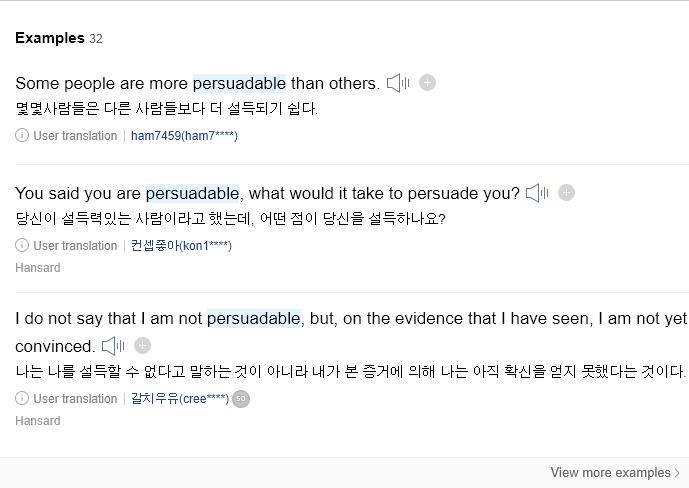 Examples 32
Some people are more persuadable than others.
몇몇사람들은 다른 사람들보다 더 설득되기 쉽다.
User translation | ham7459(ham7****)
You said you are persuadable, what would it take to persuade you?
당신이 설득력있는 사람이라고 했는데, 어떤 점이 당신을 설득하나요?
User translation | 컨셉쫗아(kon1****)
Hansard
I do not say that I am not persuadable, but, on the evidence that I have seen, I am not yet
convinced.
나는 나를 설득할 수 없다고 말하는 것이 아니라 내가 본 증거에 의해 나는 아직 확신을 얻지 못했다는 것이다.
User translation | 갈치우유(cree****) 50
Hansard
View more examples >